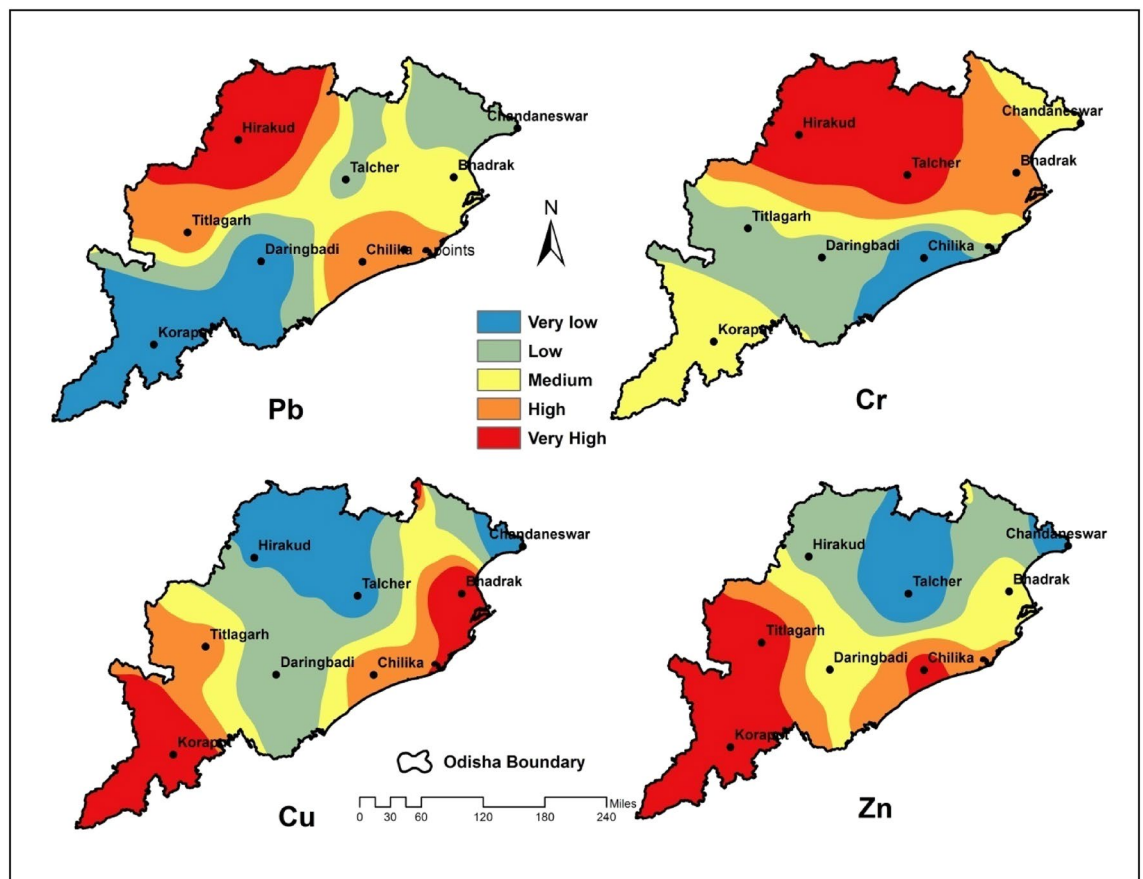 Hirakud
Chandaneswar
Talcher
Bhadrak
Titlagarh
Daringbadi
Chilika
points
Koraput
Pb
N
Hirakud
Chandaneswar
Talcher
Bhadrak
Titlagarh
Daringbadi
Chilika
Koraput
Cr
Very low
Low
Medium
High
Very High
Hirakud
Chandaneswar
Talcher
Bhadrak
Titlagarh
Daringbadi
Chilika
Koraput
Cu
Hirakud
Chandaneswar
Talcher
Bhadrak
Titlagarh
Daringbadi
Chilika
Koraput
Zn
Odisha Boundary
Miles
0 30 60 120 180 240